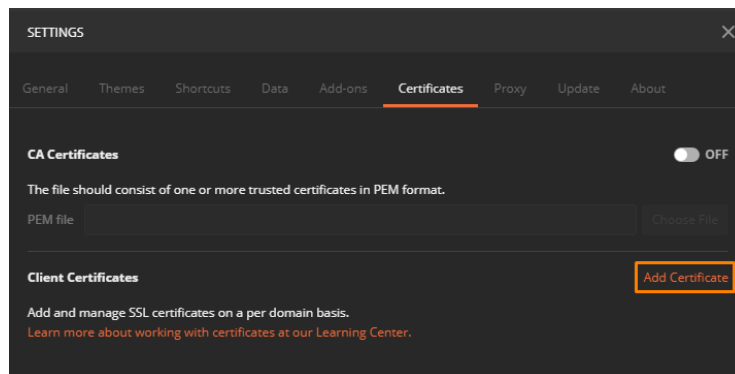 SETTINGS
General Themes Shortcuts Data Add-ons Certificates Proxy Update About
CA Certificates OFF
The file should consist of one or more trusted certificates in PEM format.
PEM file Choose File
Client Certificates Add Certificate
Add and manage SSL certificates on a per domain basis.
Learn more about working with certificates at our Learning Center.